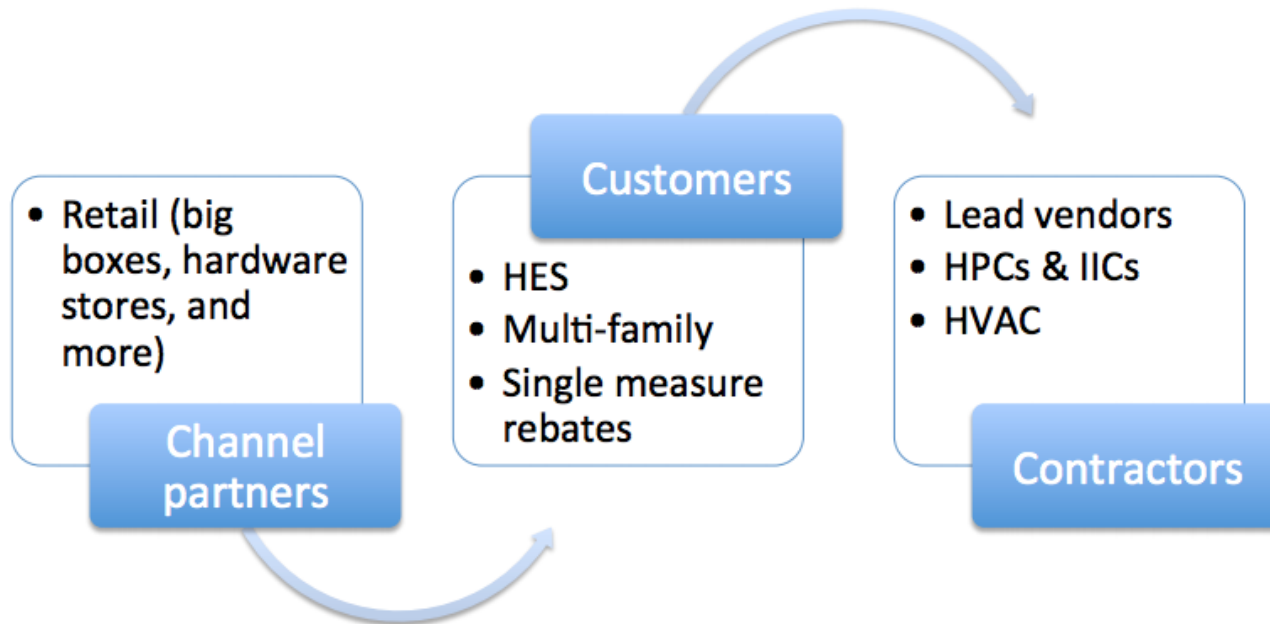 • Retail (big
boxes, hardware
stores, and
more)
Channel
partners
Customers
• HES
• Multi-family
• Single measure
rebates
• Lead vendors
• HPCs & IICs
• HVAC
Contractors